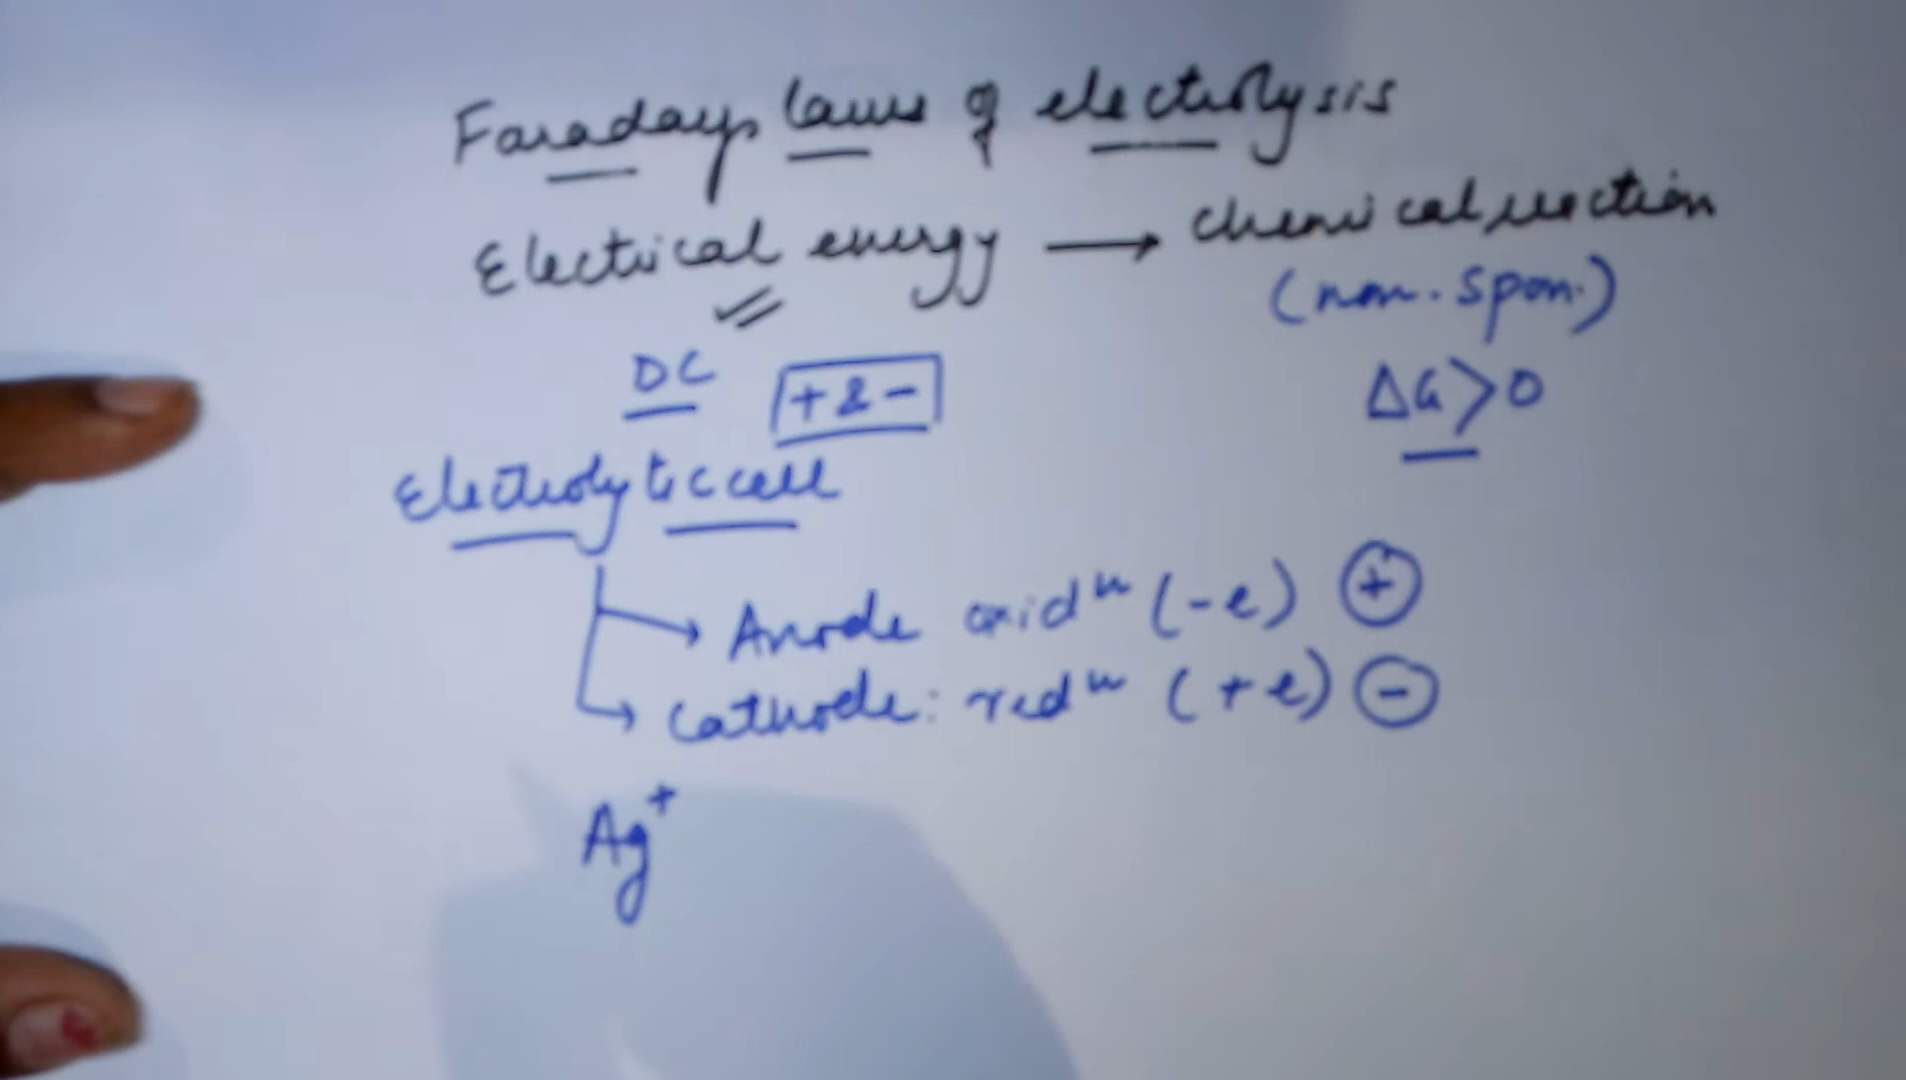 Faradays laws of electrolysis
Electrical energy → chemical reaction
(non. spon.)
DC +&- ΔG>0
Electrolytic cell
→ Anode oxidⁿ (-e) ⊕
→ Cathode: redⁿ (+e) ⊖
Ag⁺